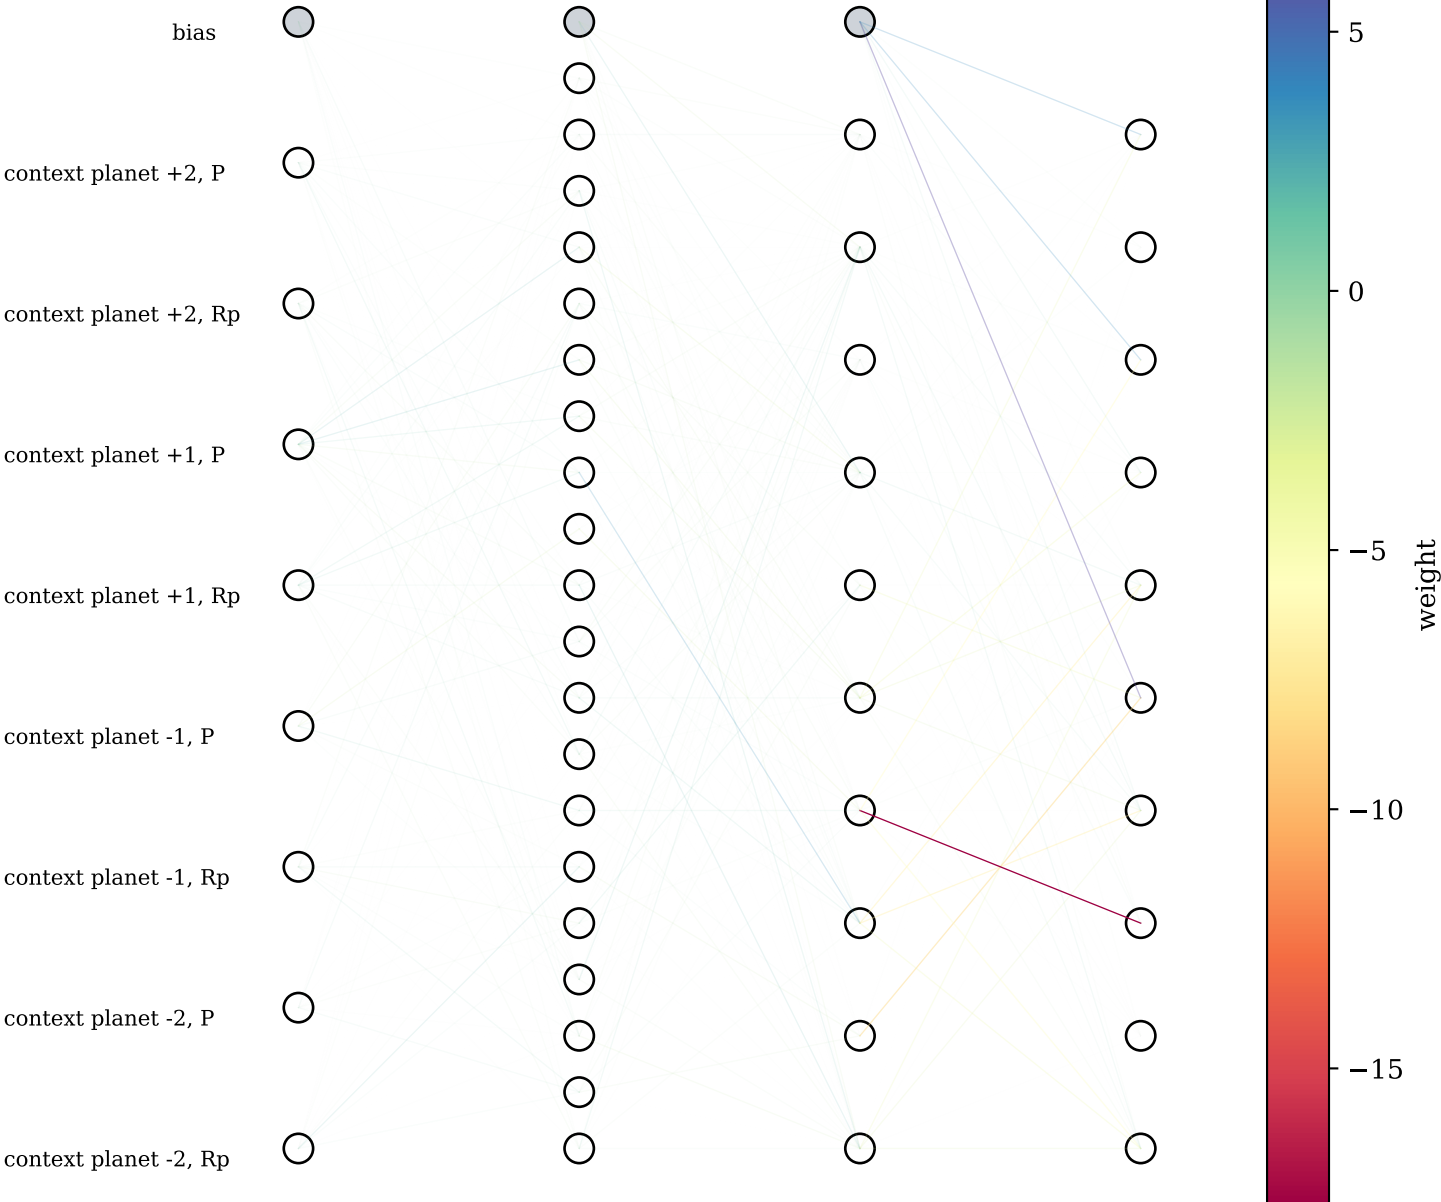 bias
context planet +2, P
context planet +2, Rp
context planet +1, P
context planet +1, Rp
context planet -1, P
context planet -1, Rp
context planet -2, P
context planet -2, Rp
5
0
−5
−10
−15
weight